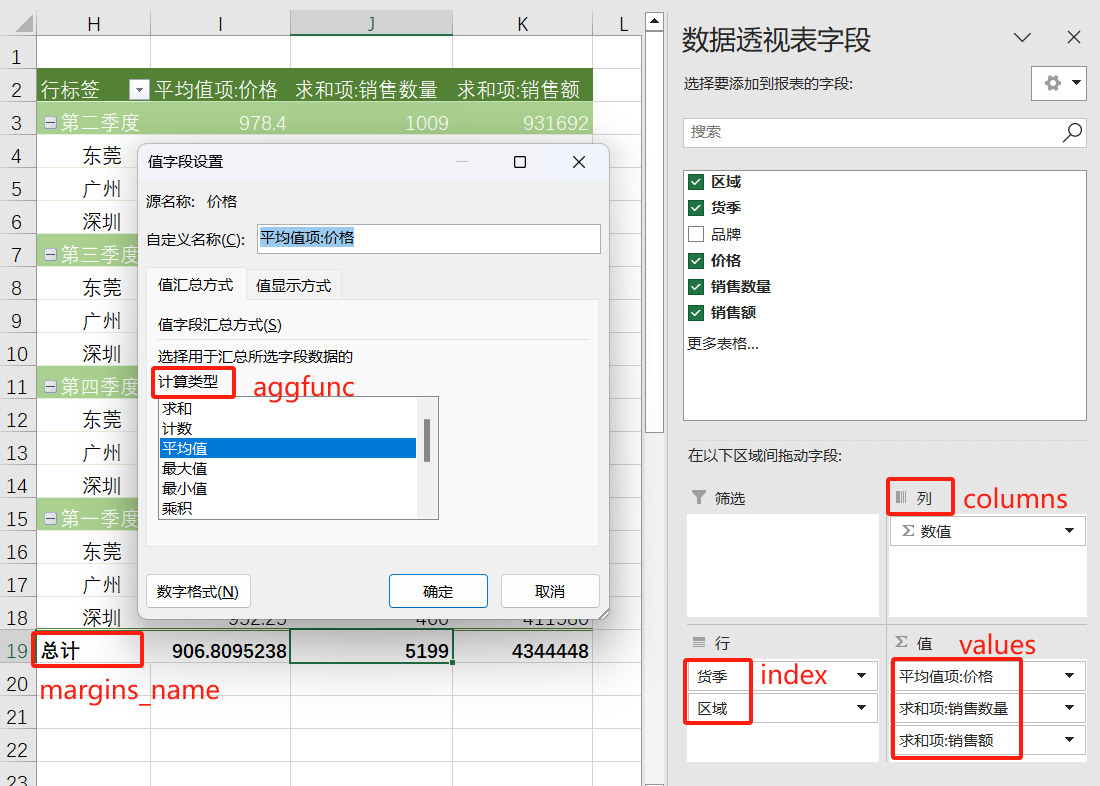 H I J K L
1
2 行标签 平均值项:价格 求和项:销售数量 求和项:销售额
3 第二季度 978.4 1009 931692
4 东莞
5 广州
6 深圳
7 第三季度
8 东莞
9 广州
10 深圳
11 第四季度
12 东莞
13 广州
14 深圳
15 第一季度
16 东莞
17 广州
18 深圳 952.25 400 411580
19 总计 906.8095238 5199 4344448
20
margins_name
21
22
23
值字段设置
源名称: 价格
自定义名称(C): 平均值项:价格
值汇总方式 值显示方式
值字段汇总方式(S)
选择用于汇总所选字段数据的
计算类型 aggfunc
求和
计数
平均值
最大值
最小值
乘积
数字格式(N) 确定 取消
数据透视表字段
选择要添加到报表的字段:
搜索
区域
货季
品牌
价格
销售数量
销售额
更多表格...
在以下区域间拖动字段:
筛选
列 columns
Σ 数值
行
货季 index
区域
Σ 值 values
平均值项:价格
求和项:销售数量
求和项:销售额